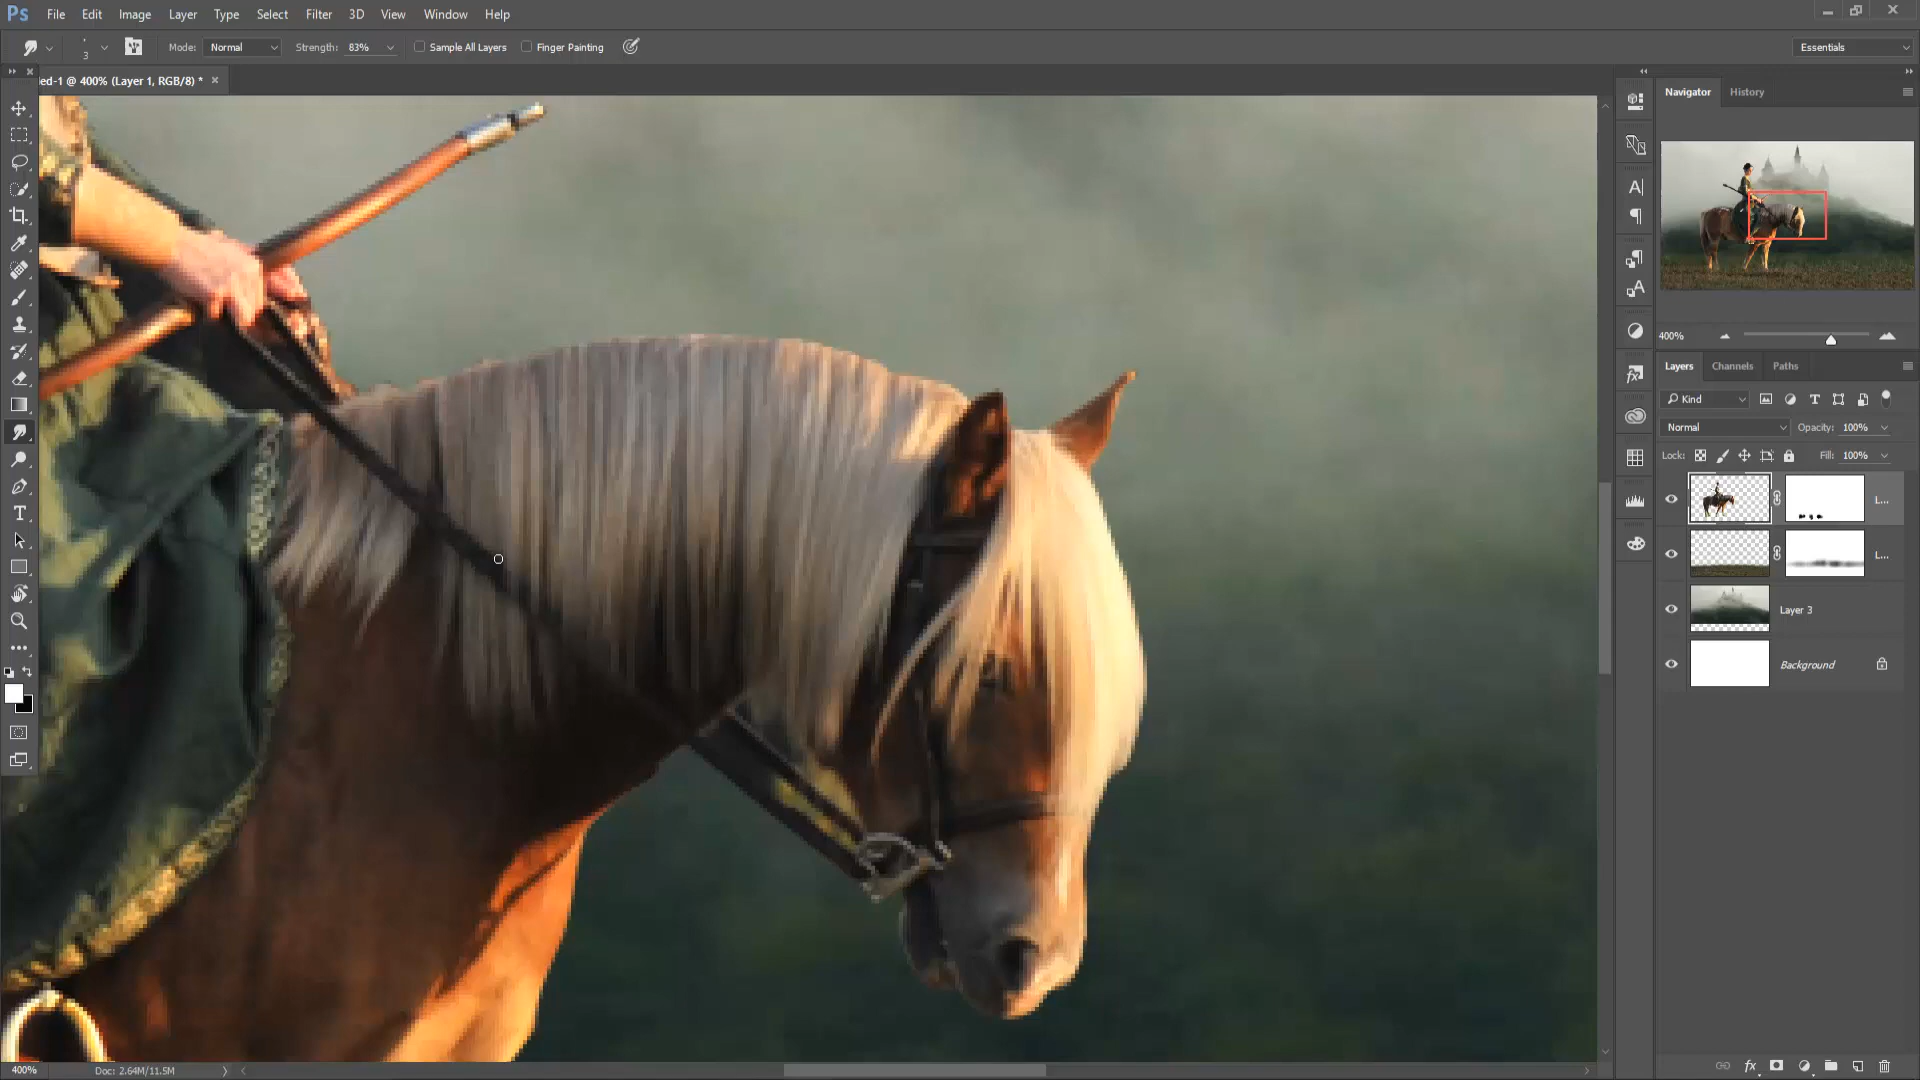 Ps File Edit Image Layer Type Select Filter 3D View Window Help
3 Mode: Normal Strength: 83% Sample All Layers Finger Painting Essentials
ed-1 @ 400% (Layer 1, RGB/8) * ×
Navigator History
400%
Layers Channels Paths
Kind
Normal Opacity: 100%
Lock: Fill: 100%
L...
L...
Layer 3
Background
400% Doc: 2.64M/11.5M